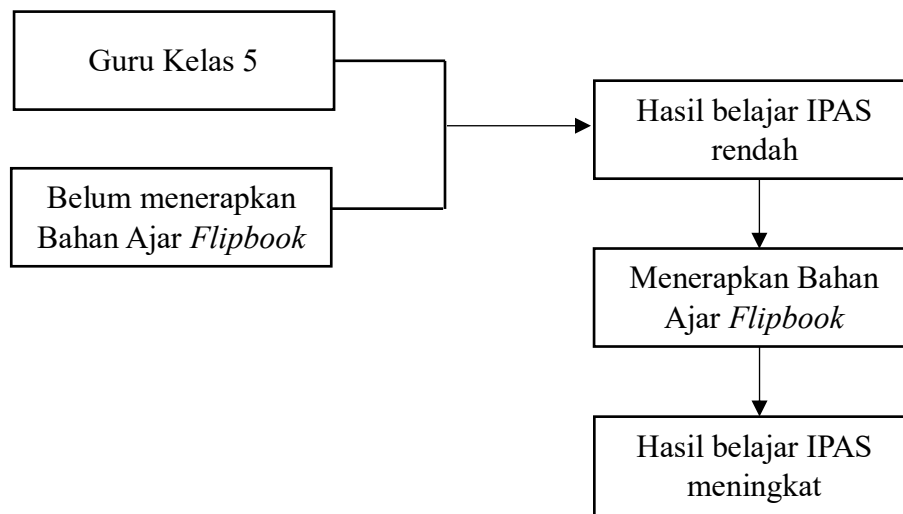 Guru Kelas 5
Belum menerapkan
Bahan Ajar Flipbook
Hasil belajar IPAS
rendah
Menerapkan Bahan
Ajar Flipbook
Hasil belajar IPAS
meningkat